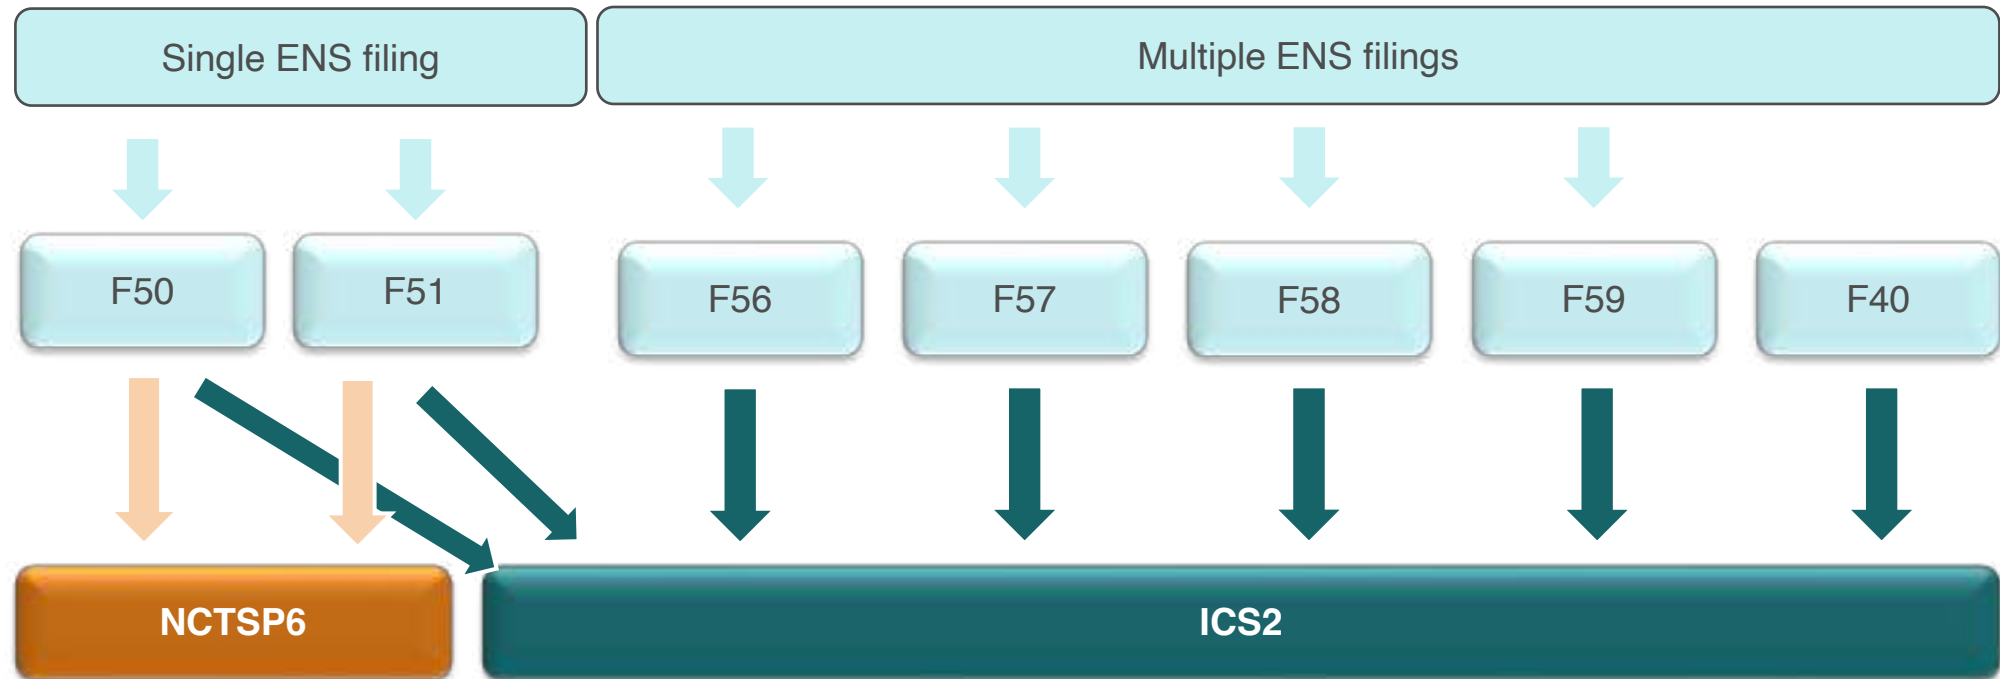 Single ENS filing
Multiple ENS filings
F50
F51
F56
F57
F58
F59
F40
NCTSP6
ICS2